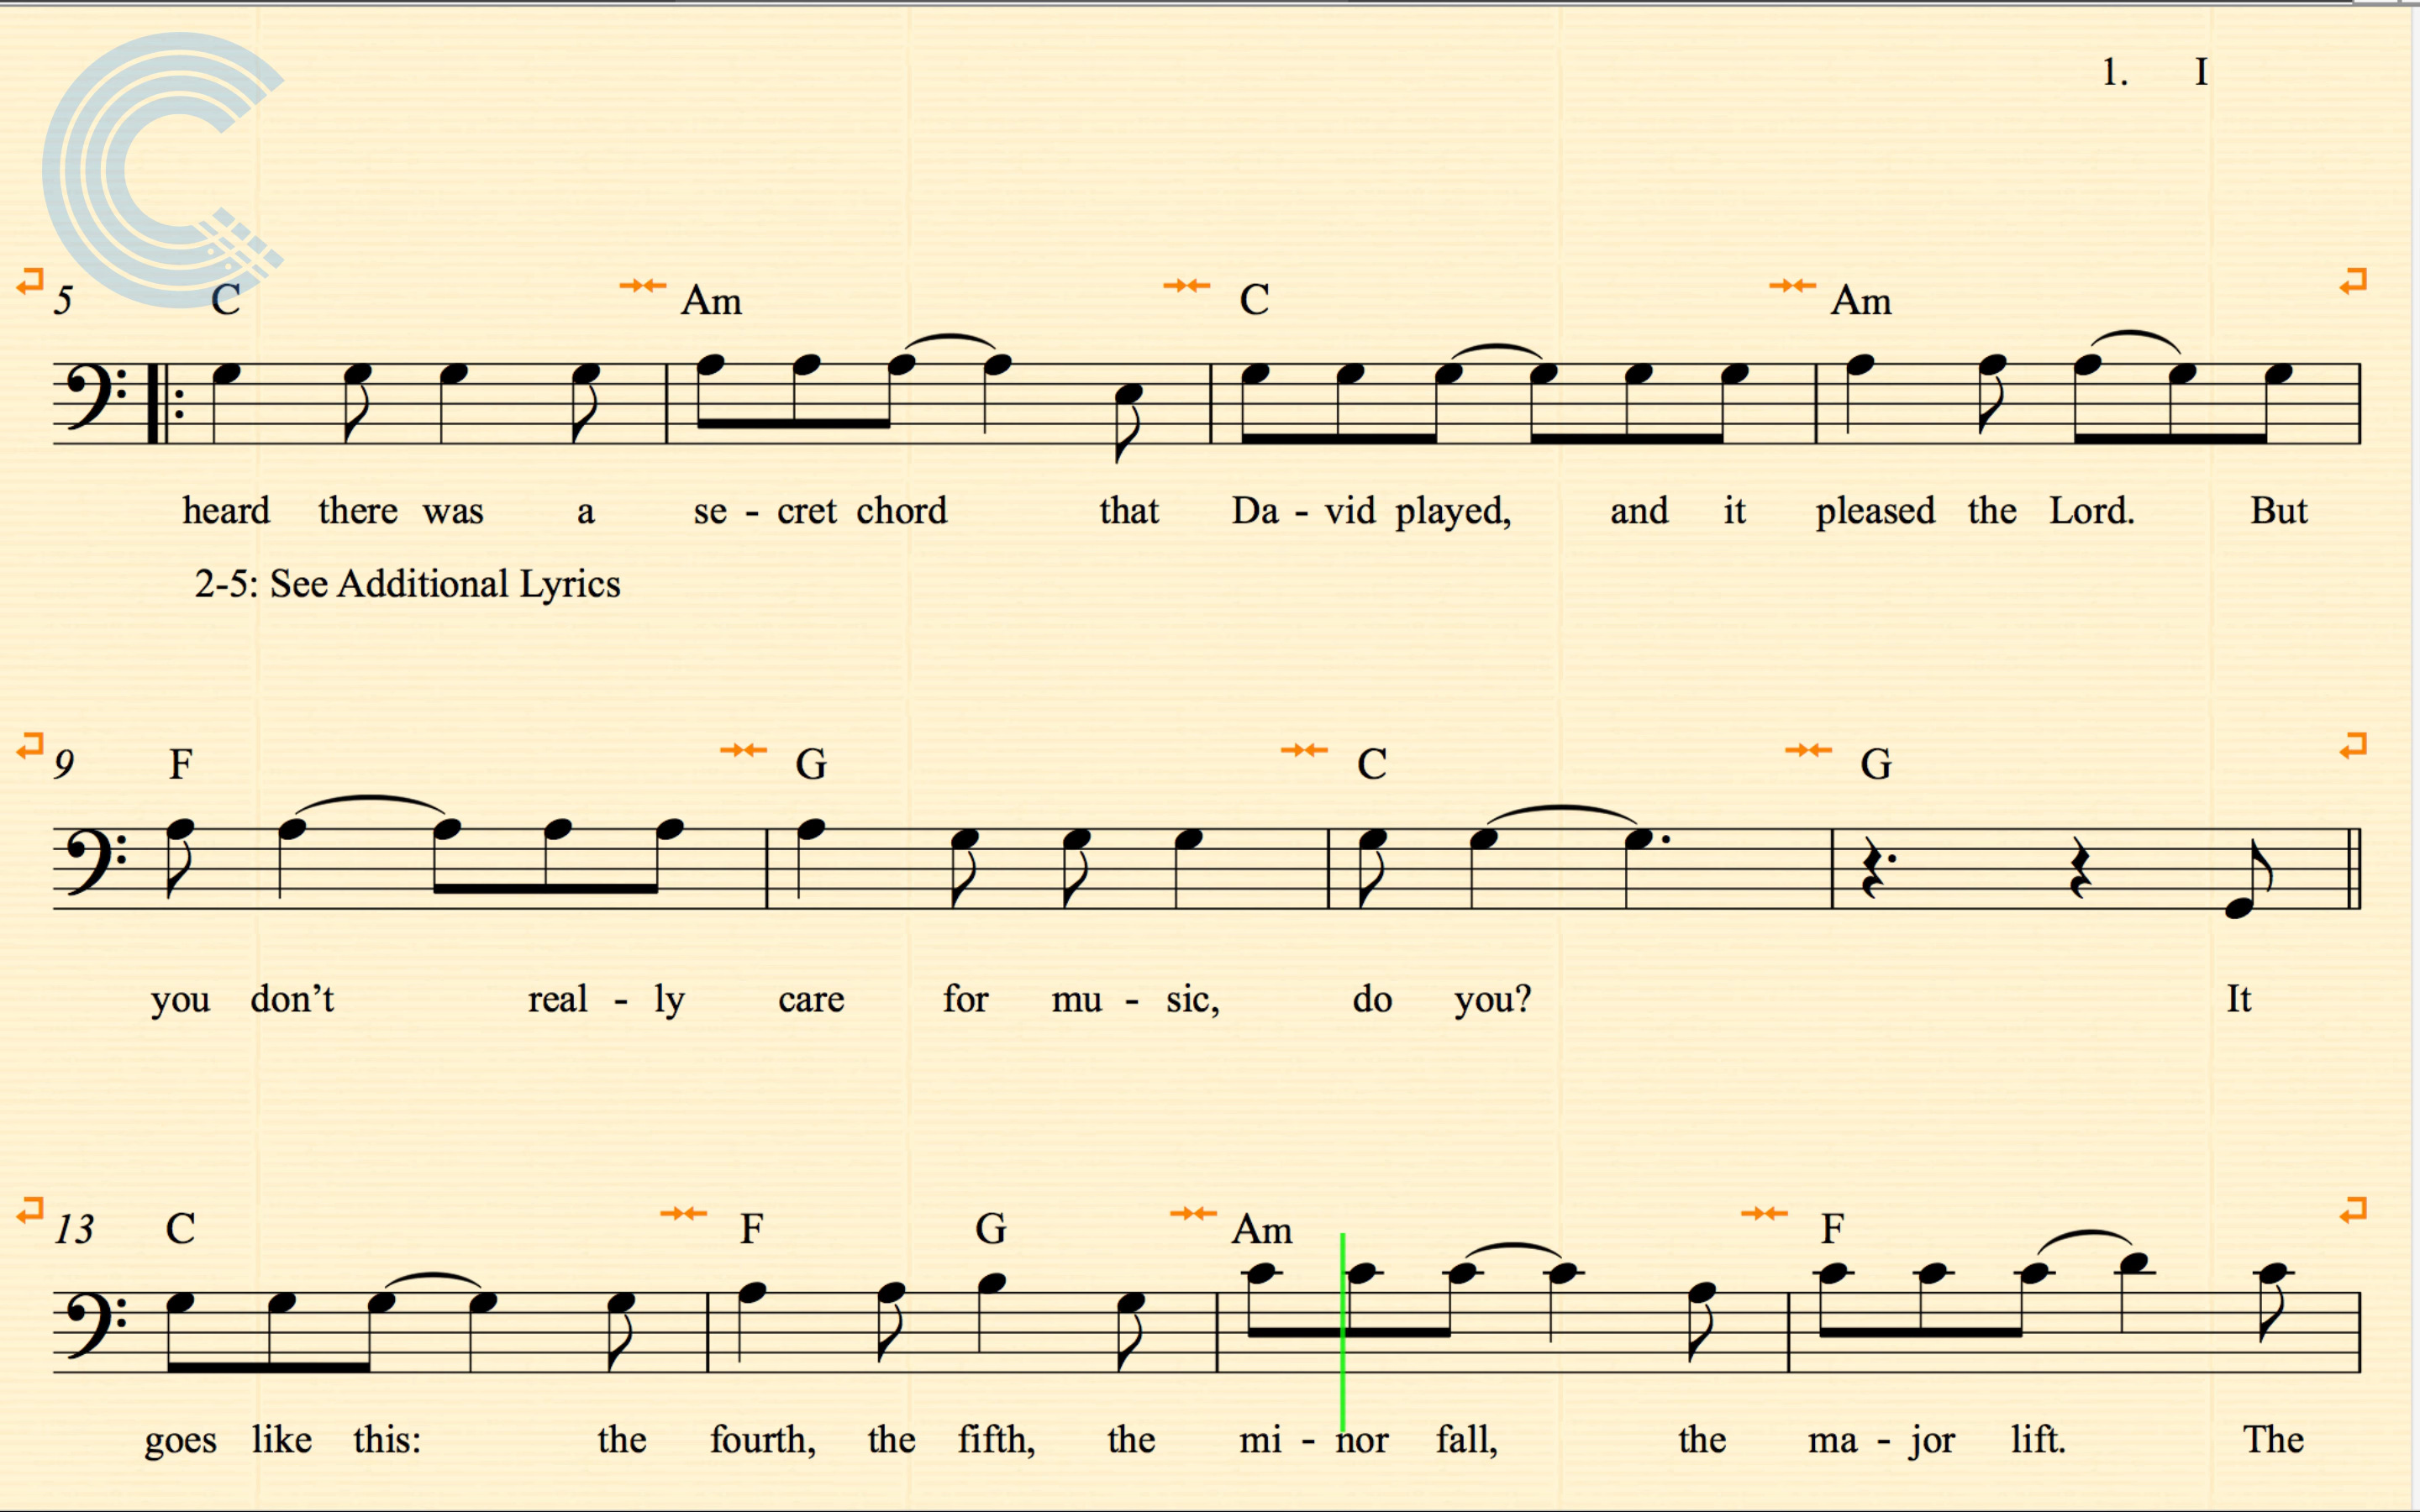 1. I
5 C Am C Am
heard there was a se - cret chord that Da - vid played, and it pleased the Lord. But
2-5: See Additional Lyrics
9 F G C G
you don't real - ly care for mu - sic, do you? It
13 C F G Am F
goes like this: the fourth, the fifth, the mi - nor fall, the ma - jor lift. The